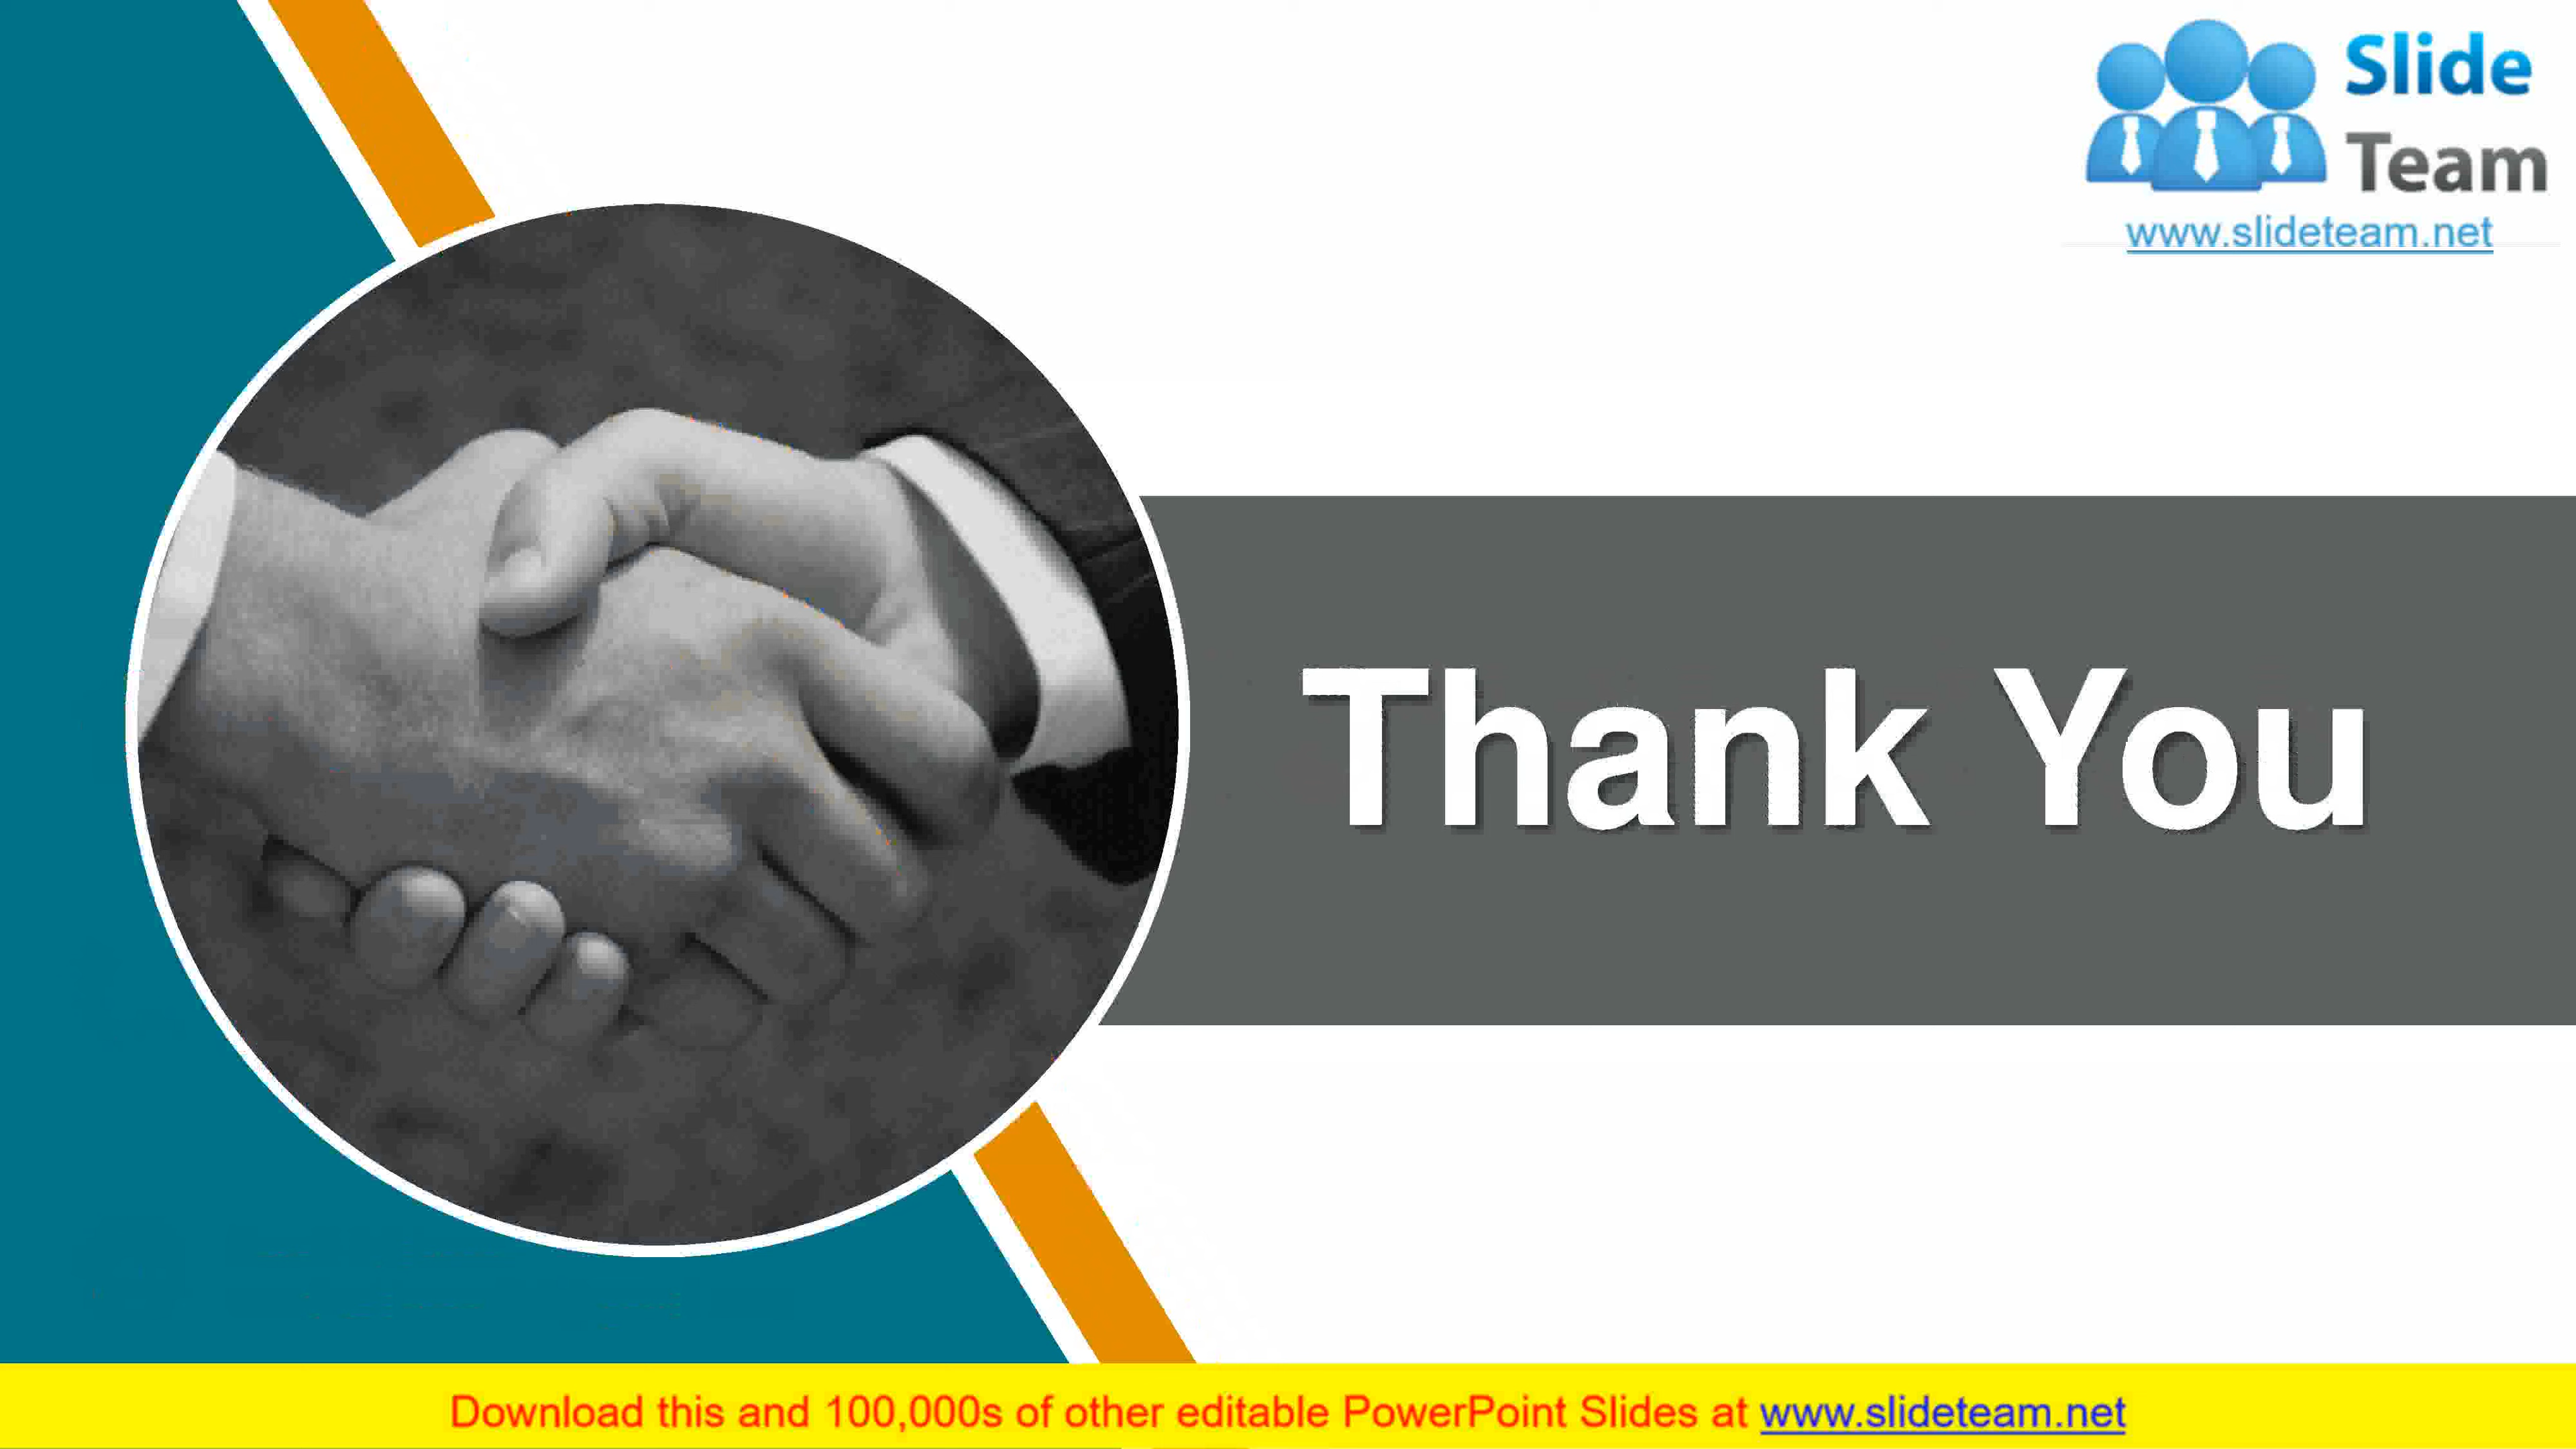 Slide
Team
www.slideteam.net
Thank You
Download this and 100,000s of other editable PowerPoint Slides at www.slideteam.net